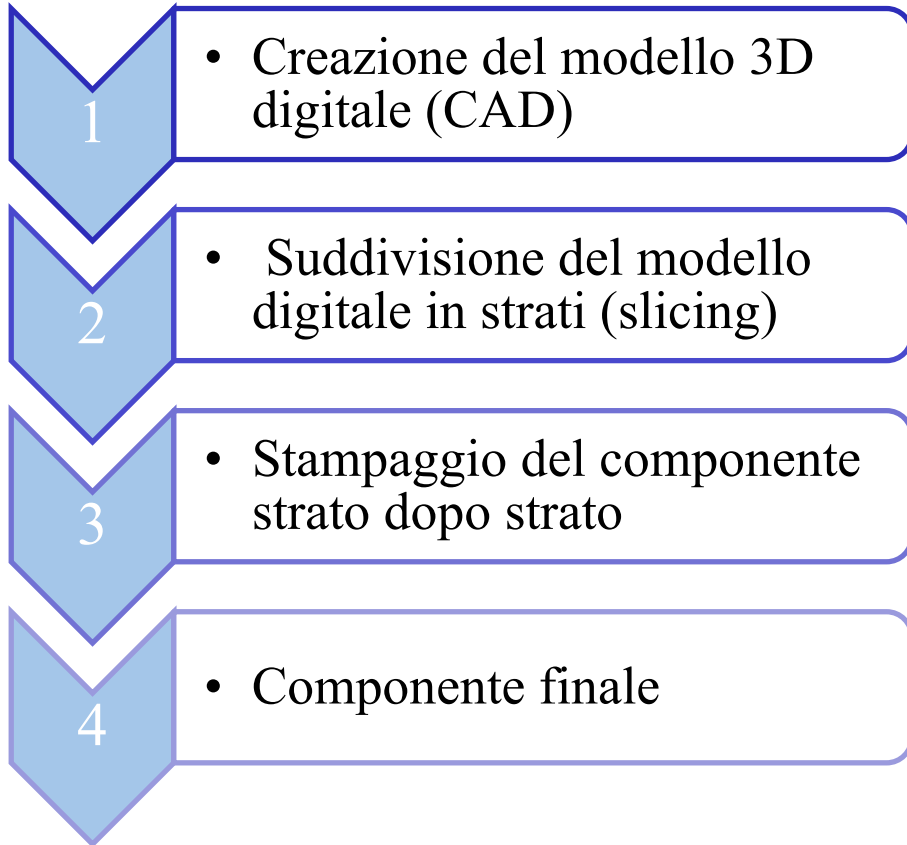 1
• Creazione del modello 3D
digitale (CAD)
2
• Suddivisione del modello
digitale in strati (slicing)
3
• Stampaggio del componente
strato dopo strato
4
• Componente finale